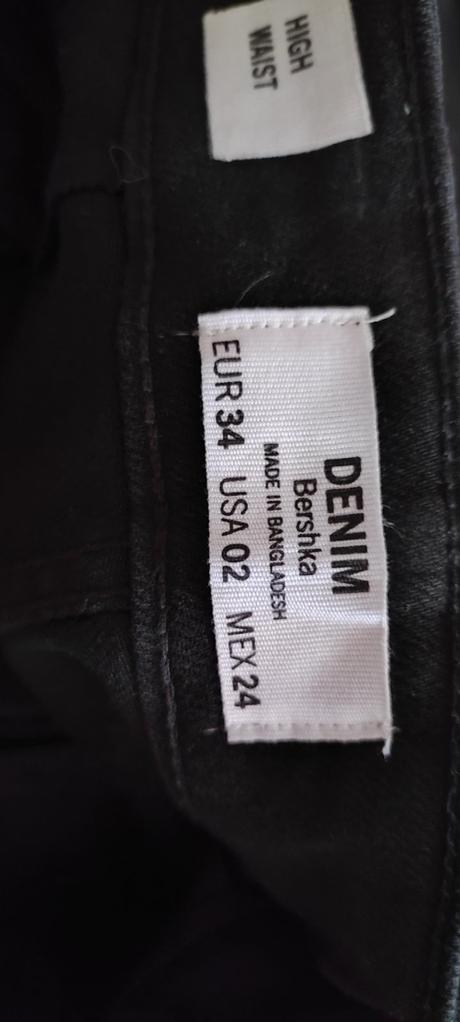 HIGH
WAIST
DENIM
Bershka
MADE IN BANGLADESH
EUR 34 USA 02 MEX 24